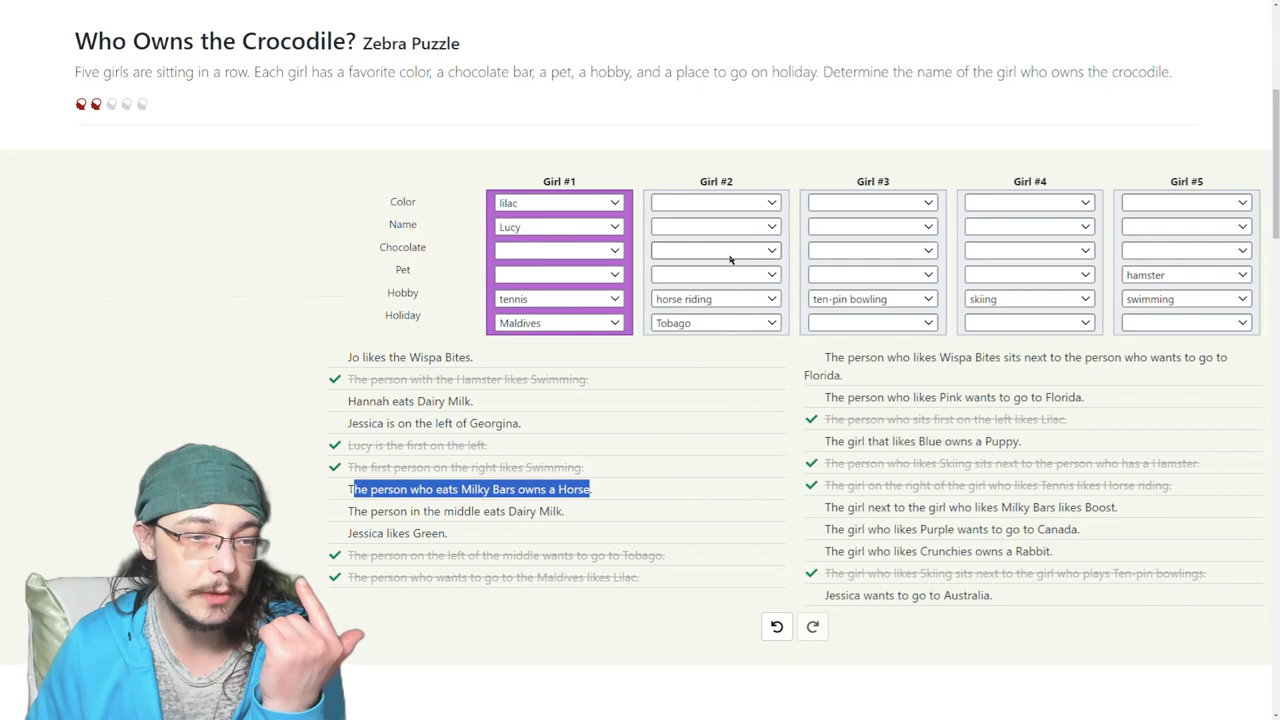 Who Owns the Crocodile? Zebra Puzzle
Five girls are sitting in a row. Each girl has a favorite color, a chocolate bar, a pet, a hobby, and a place to go on holiday. Determine the name of the girl who owns the crocodile.
Girl #1 Girl #2 Girl #3 Girl #4 Girl #5
Color lilac
Name Lucy
Chocolate
Pet hamster
Hobby tennis horse riding ten-pin bowling skiing swimming
Holiday Maldives Tobago
Jo likes the Wispa Bites.
The person with the Hamster likes Swimming.
Hannah eats Dairy Milk.
Jessica is on the left of Georgina.
Lucy is the first on the left.
The first person on the right likes Swimming.
The person who eats Milky Bars owns a Horse.
The person in the middle eats Dairy Milk.
Jessica likes Green.
The person on the left of the middle wants to go to Tobago.
The person who wants to go to the Maldives likes Lilac.
The person who likes Wispa Bites sits next to the person who wants to go to
Florida.
The person who likes Pink wants to go to Florida.
The person who sits first on the left likes Lilac.
The girl that likes Blue owns a Puppy.
The person who likes Skiing sits next to the person who has a Hamster.
The girl on the right of the girl who likes Tennis likes Horse riding.
The girl next to the girl who likes Milky Bars likes Boost.
The girl who likes Purple wants to go to Canada.
The girl who likes Crunchies owns a Rabbit.
The girl who likes Skiing sits next to the girl who plays Ten-pin bowlings.
Jessica wants to go to Australia.